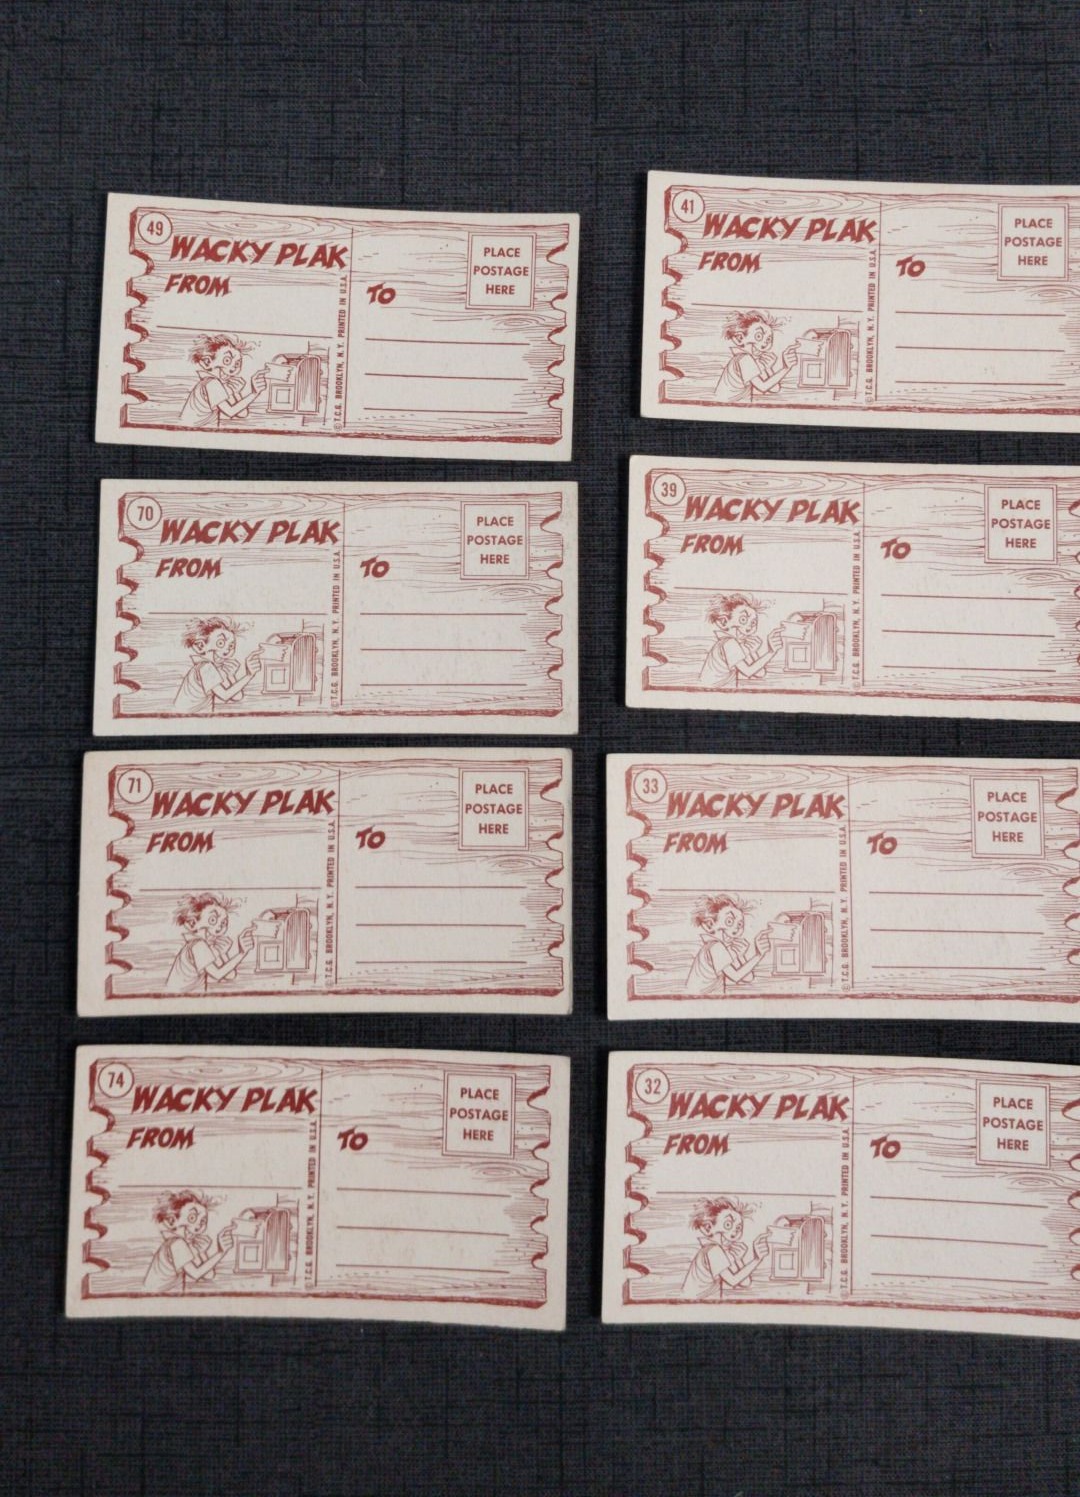 49
WACKY PLAK
FROM
TO
PLACE
POSTAGE
HERE
©T.C.G. BROOKLYN, N.Y. PRINTED IN U.S.A.
41
WACKY PLAK
FROM
TO
PLACE
POSTAGE
HERE
©T.C.G. BROOKLYN, N.Y. PRINTED IN U.S.A.
70
WACKY PLAK
FROM
TO
PLACE
POSTAGE
HERE
©T.C.G. BROOKLYN, N.Y. PRINTED IN U.S.A.
39
WACKY PLAK
FROM
TO
PLACE
POSTAGE
HERE
©T.C.G. BROOKLYN, N.Y. PRINTED IN U.S.A.
71
WACKY PLAK
FROM
TO
PLACE
POSTAGE
HERE
©T.C.G. BROOKLYN, N.Y. PRINTED IN U.S.A.
33
WACKY PLAK
FROM
TO
PLACE
POSTAGE
HERE
©T.C.G. BROOKLYN, N.Y. PRINTED IN U.S.A.
74
WACKY PLAK
FROM
TO
PLACE
POSTAGE
HERE
©T.C.G. BROOKLYN, N.Y. PRINTED IN U.S.A.
32
WACKY PLAK
FROM
TO
PLACE
POSTAGE
HERE
©T.C.G. BROOKLYN, N.Y. PRINTED IN U.S.A.